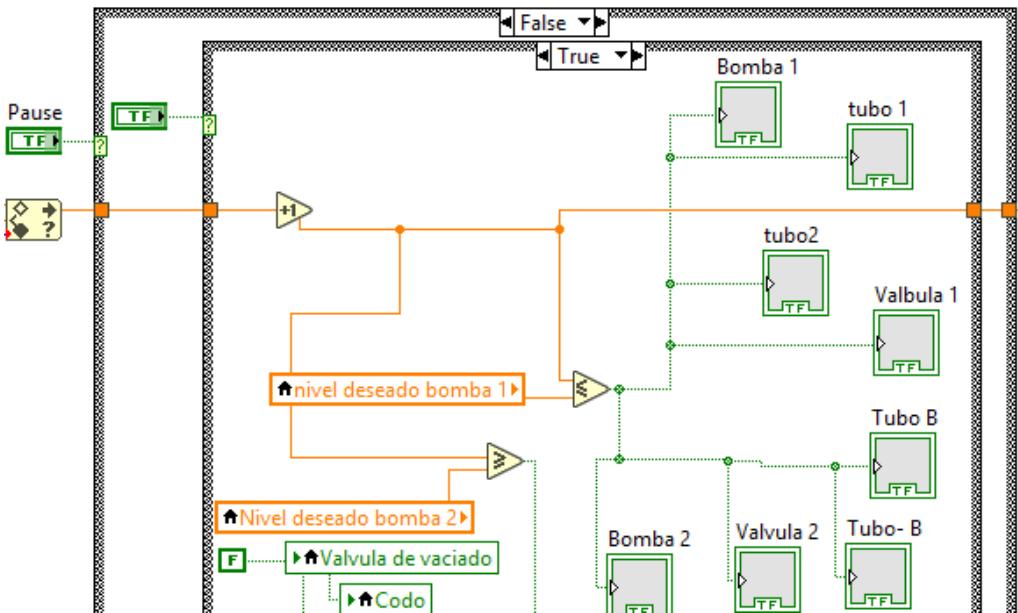 False
True
Bomba 1
Pause
TF
TF
?
?
TF
tubo 1
TF
?
+1
tubo2
TF
Valbula 1
TF
nivel deseado bomba 1
≤
Tubo B
TF
≥
Nivel deseado bomba 2
Bomba 2
Valvula 2
Tubo- B
F
Valvula de vaciado
TF
TF
TF
Codo